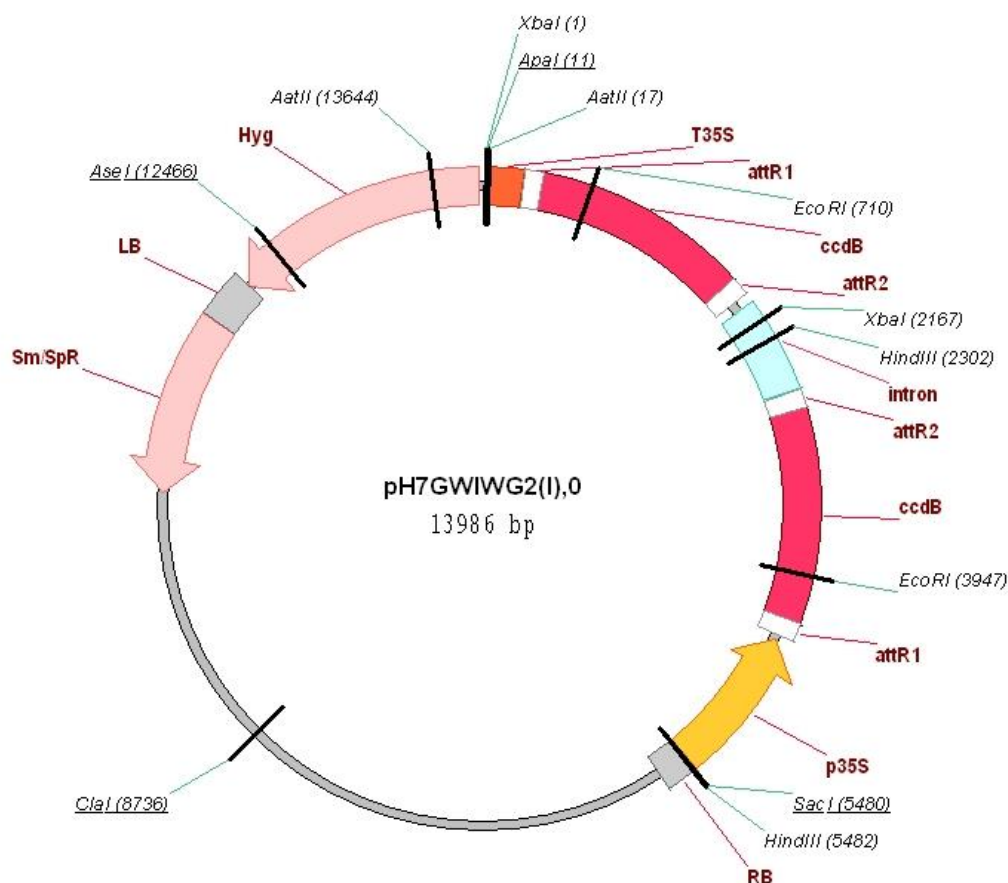 XbaI (1)
ApaI (11)
AatII (17)
AatII (13644)
Hyg
T35S
attR1
AseI (12466)
EcoRI (710)
LB
ccdB
attR2
XbaI (2167)
Sm/SpR
HindIII (2302)
intron
attR2
pH7GWIWG2(I),0
13986 bp
ccdB
EcoRI (3947)
attR1
p35S
ClaI (8736)
SacI (5480)
HindIII (5482)
RB